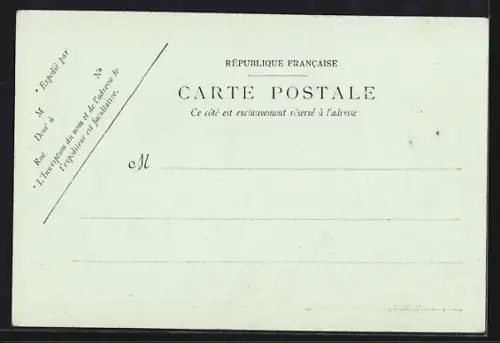 * Expédié par
M
Demt à
Rue Nº
* L'Inscription du nom et de l'adresse de
l'expéditeur est facultative.
RÉPUBLIQUE FRANÇAISE
CARTE POSTALE
Ce côté est exclusivement réservé à l'adresse
M